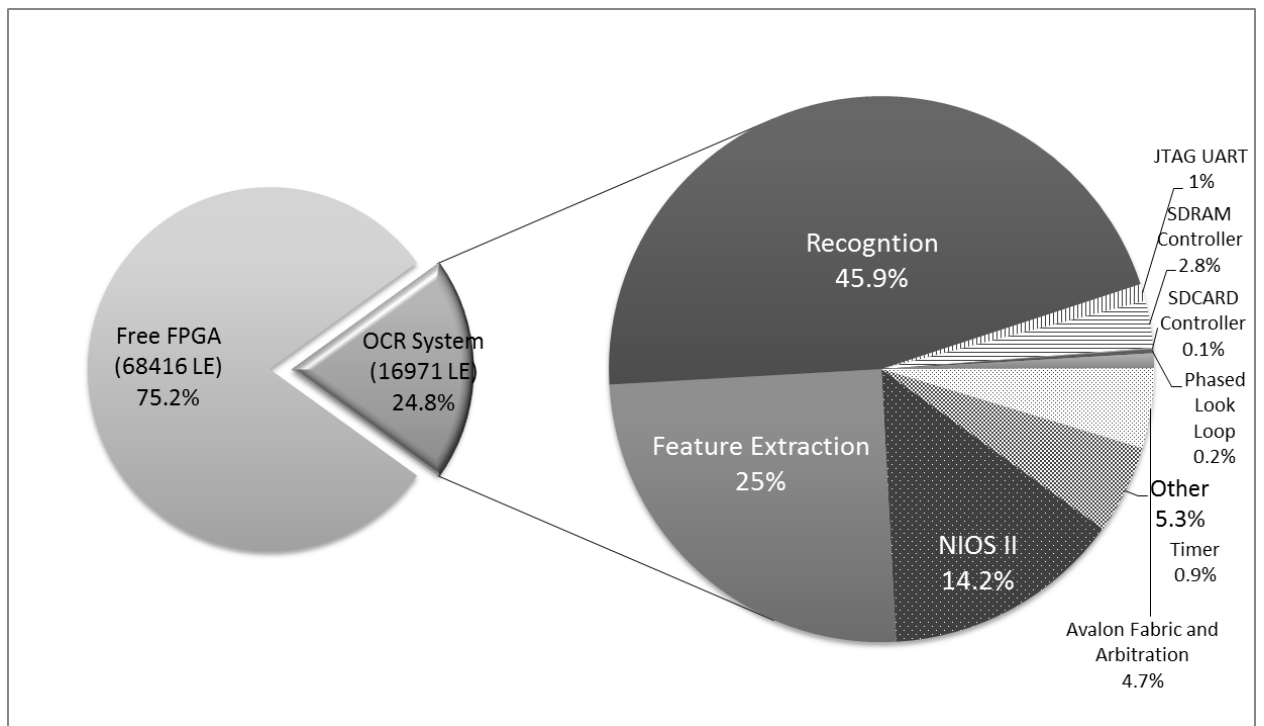 Free FPGA
(68416 LE)
75.2%
OCR System
(16971 LE)
24.8%
Recogntion
45.9%
Feature Extraction
25%
NIOS II
14.2%
JTAG UART
1%
SDRAM
Controller
2.8%
SDCARD
Controller
0.1%
Phased
Look
Loop
0.2%
Other
5.3%
Timer
0.9%
Avalon Fabric and
Arbitration
4.7%